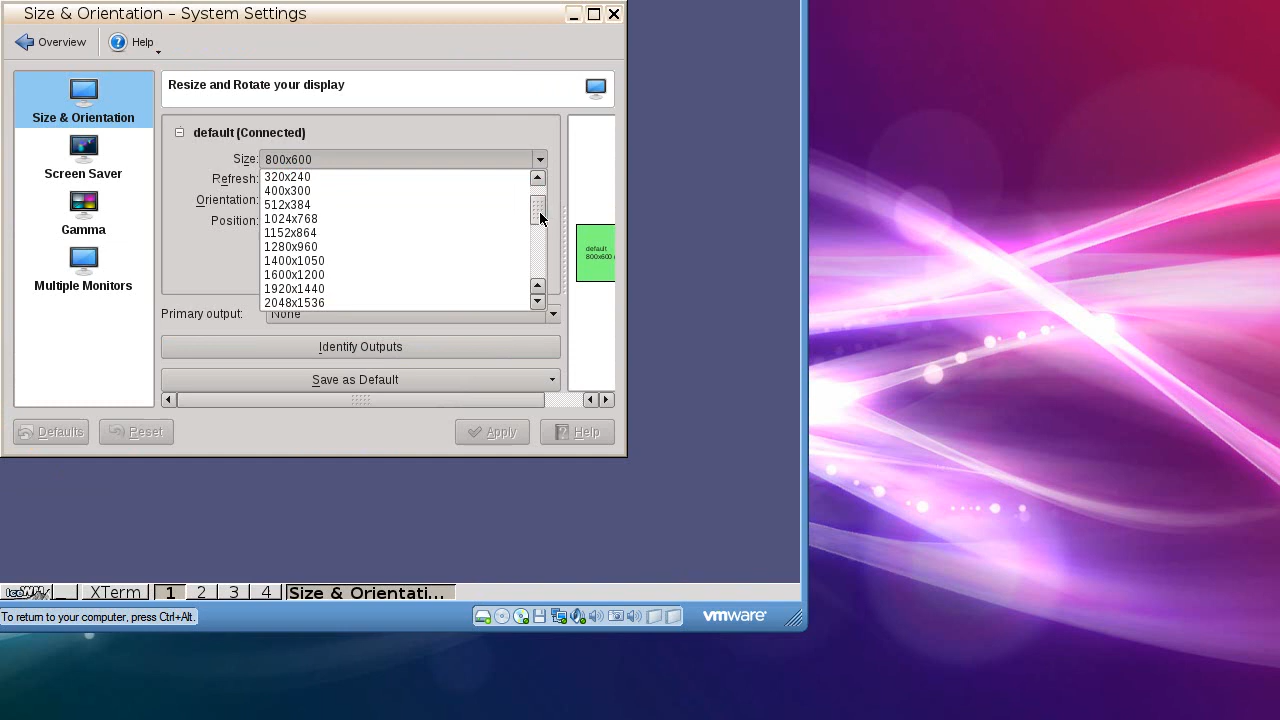 Size & Orientation – System Settings
Overview
Help
Size & Orientation
Screen Saver
Gamma
Multiple Monitors
Resize and Rotate your display
default (Connected)
Size: 800x600
Refresh:
Orientation:
Position:
320x240
400x300
512x384
1024x768
1152x864
1280x960
1400x1050
1600x1200
1920x1440
2048x1536
default
800x600
Primary output: None
Identify Outputs
Save as Default
Defaults
Reset
Apply
Help
XTerm 1 2 3 4 Size & Orientati...
To return to your computer, press Ctrl+Alt.
vmware